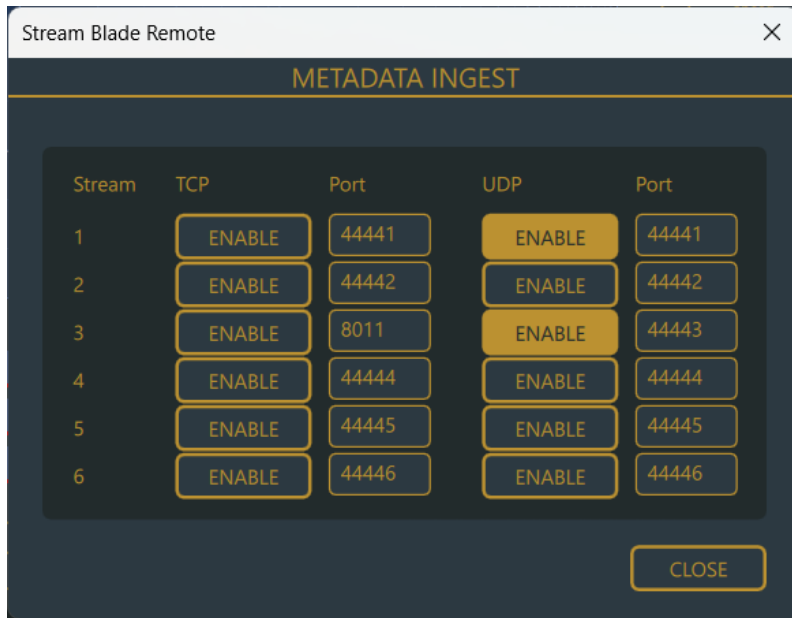 Stream Blade Remote
METADATA INGEST
Stream TCP Port UDP Port
1 ENABLE 44441 ENABLE 44441
2 ENABLE 44442 ENABLE 44442
3 ENABLE 8011 ENABLE 44443
4 ENABLE 44444 ENABLE 44444
5 ENABLE 44445 ENABLE 44445
6 ENABLE 44446 ENABLE 44446
CLOSE